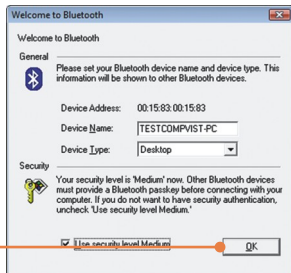 Welcome to Bluetooth
Welcome to Bluetooth
General
Please set your Bluetooth device name and device type. This
information will be shown to other Bluetooth devices.
Device Address: 00:15:83:00:15:83
Device Name: TESTCOMPVIST-PC
Device Type: Desktop
Security
Your security level is 'Medium' now. Other Bluetooth devices
must provide a Bluetooth passkey before connecting with your
computer. If you do not want to have security authentication,
uncheck 'Use security level Medium.'
Use security level Medium
OK